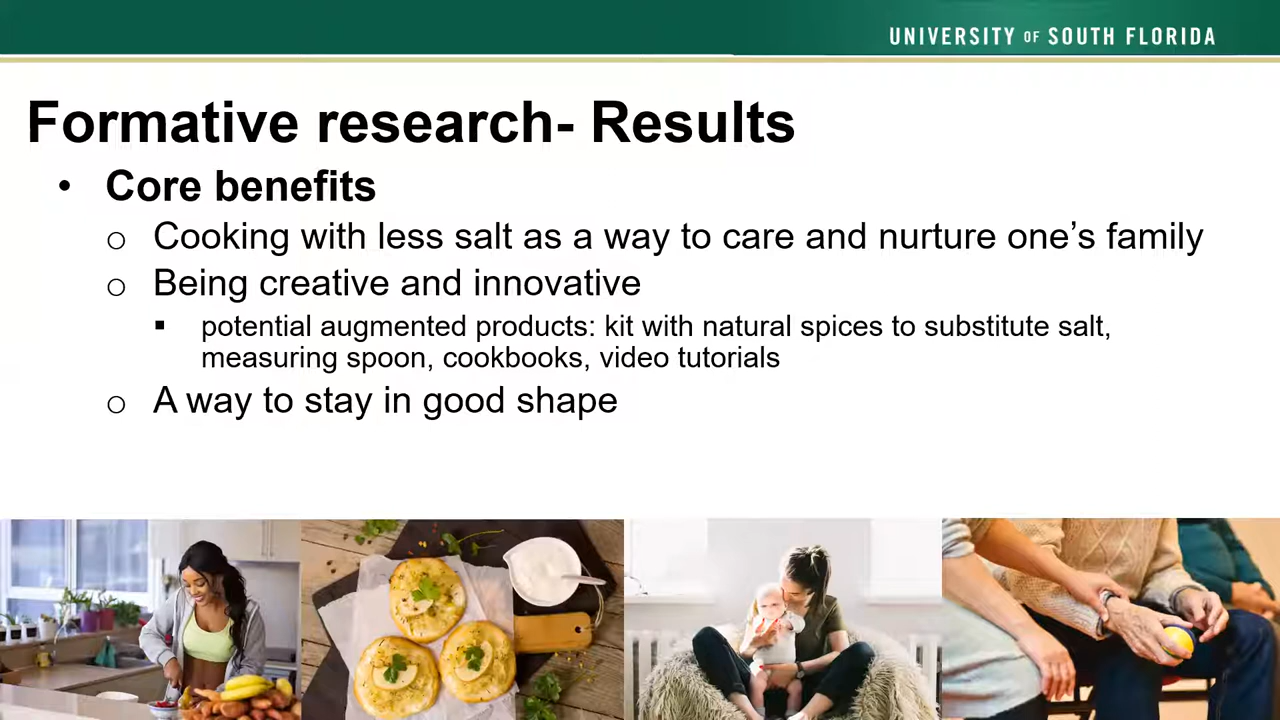 UNIVERSITY OF SOUTH FLORIDA
Formative research- Results
• Core benefits
o Cooking with less salt as a way to care and nurture one’s family
o Being creative and innovative
▪ potential augmented products: kit with natural spices to substitute salt,
measuring spoon, cookbooks, video tutorials
o A way to stay in good shape